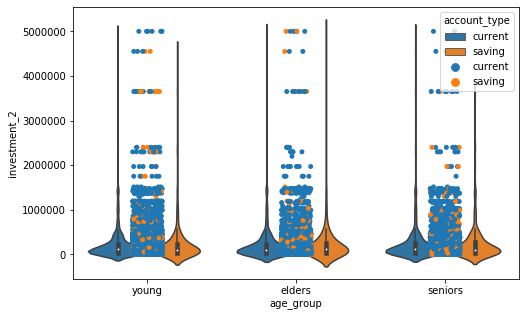 account_type
current
saving
current
saving
5000000
4000000
3000000
2000000
1000000
0
investment_2
young
elders
seniors
age_group